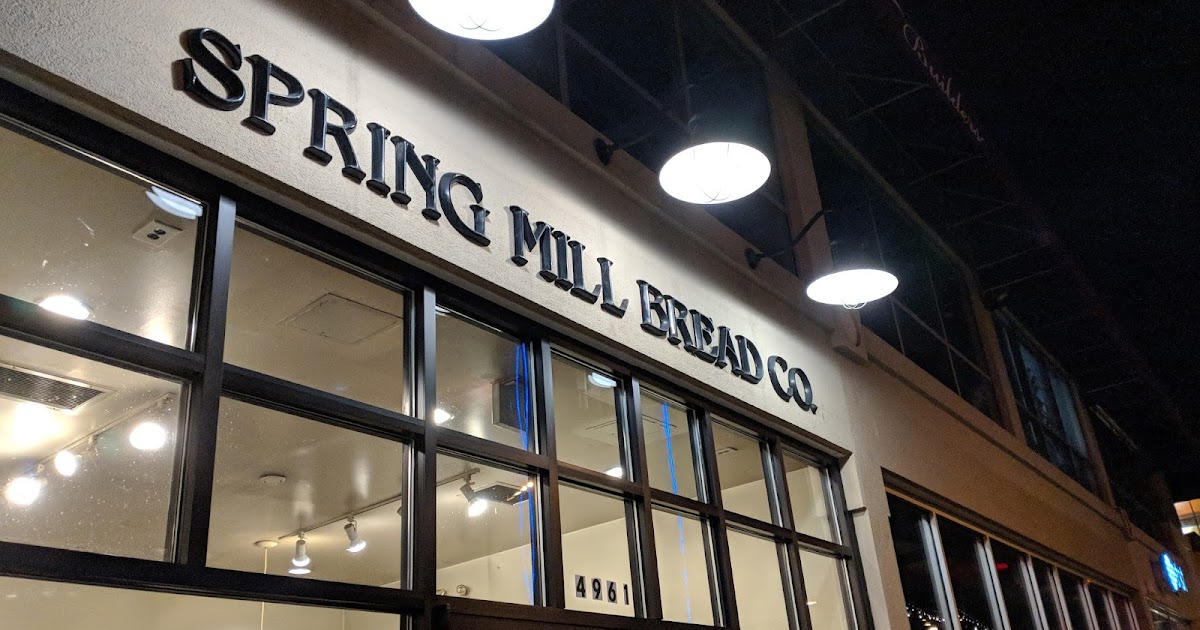 SPRING MILL BREAD CO.
4961